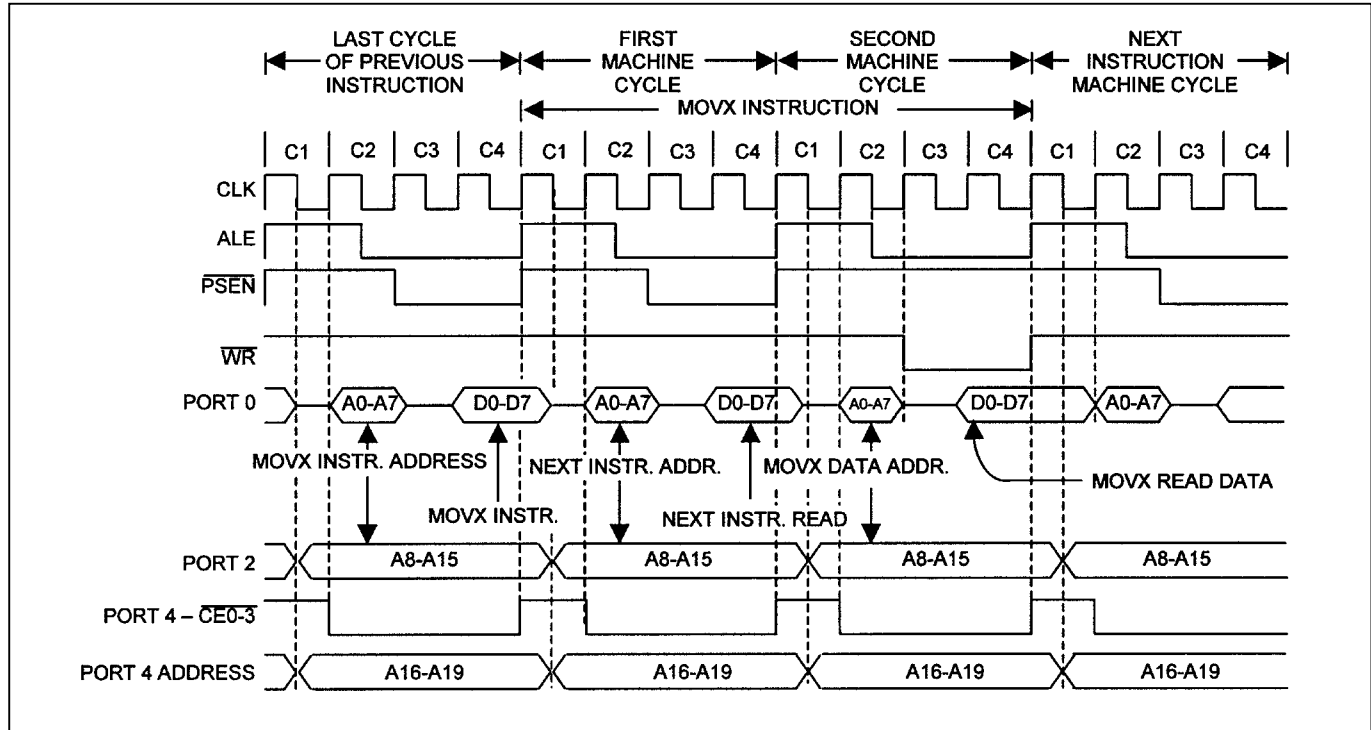 LAST CYCLE OF PREVIOUS INSTRUCTION
FIRST MACHINE CYCLE
SECOND MACHINE CYCLE
NEXT INSTRUCTION MACHINE CYCLE
MOVX INSTRUCTION
C1 C2 C3 C4 C1 C2 C3 C4 C1 C2 C3 C4 C1 C2 C3 C4
CLK
ALE
PSEN
WR
PORT 0 A0-A7 D0-D7 A0-A7 D0-D7 A0-A7 D0-D7 A0-A7
MOVX INSTR. ADDRESS NEXT INSTR. ADDR. MOVX DATA ADDR. MOVX READ DATA
MOVX INSTR. NEXT INSTR. READ
PORT 2 A8-A15 A8-A15 A8-A15 A8-A15
PORT 4 – CE0-3
PORT 4 ADDRESS A16-A19 A16-A19 A16-A19 A16-A19